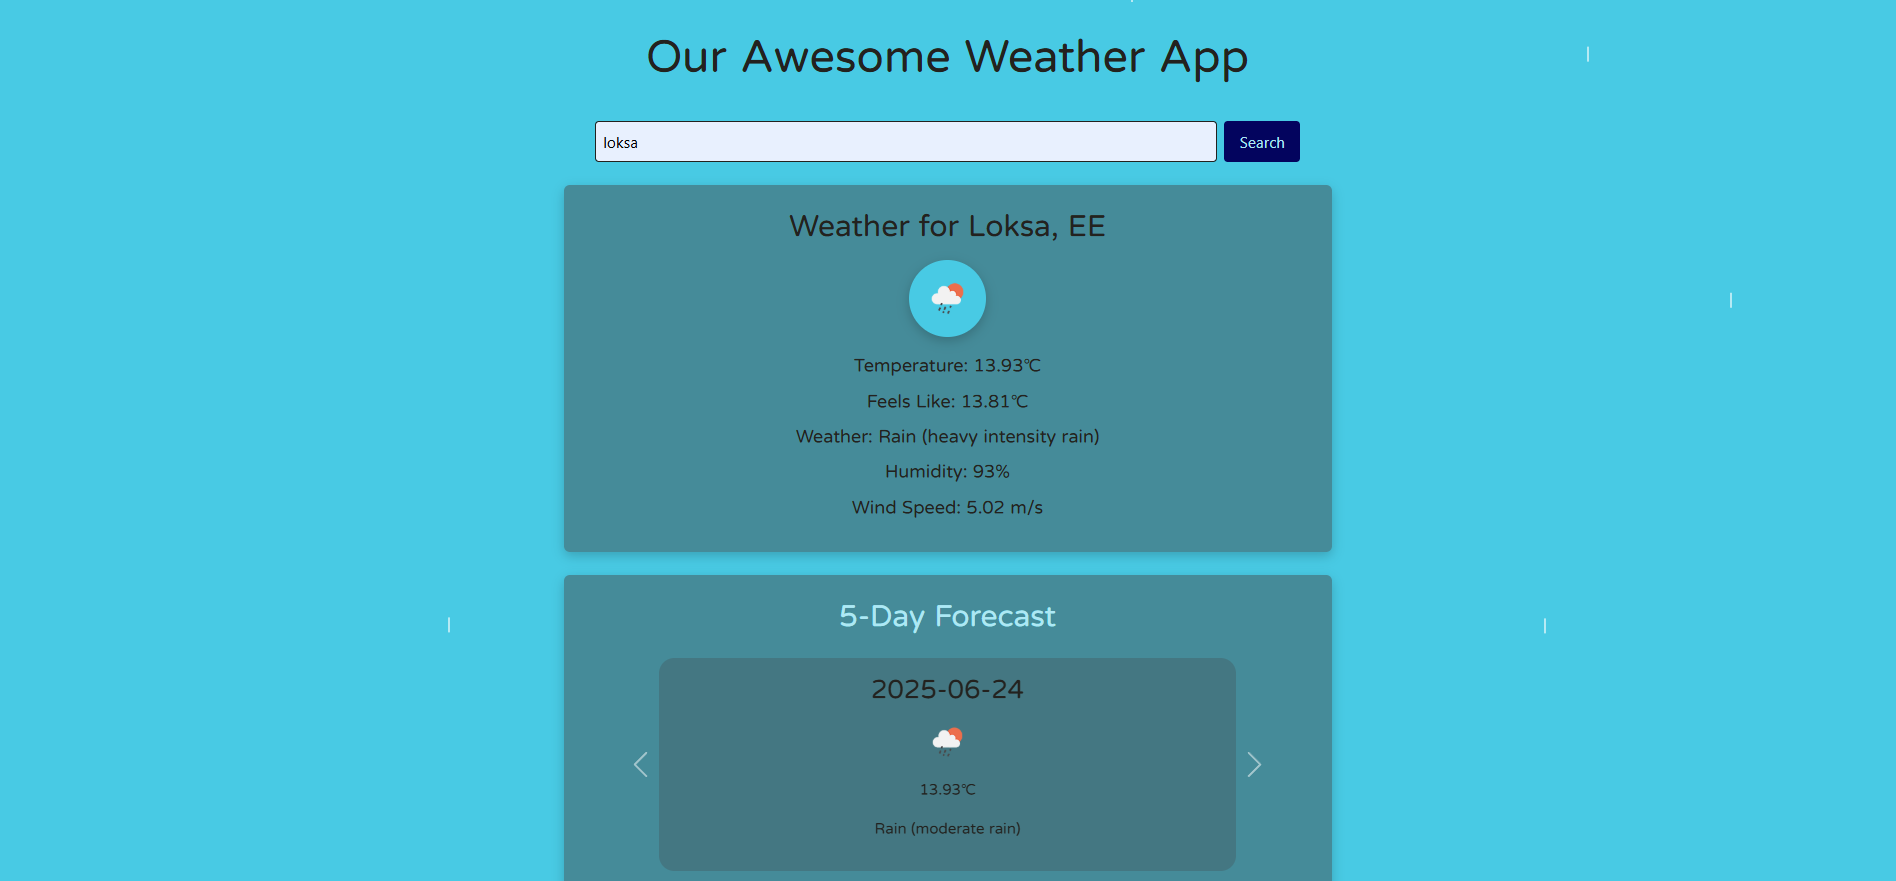 Our Awesome Weather App
loksa
Search
Weather for Loksa, EE
Temperature: 13.93℃
Feels Like: 13.81℃
Weather: Rain (heavy intensity rain)
Humidity: 93%
Wind Speed: 5.02 m/s
5-Day Forecast
2025-06-24
13.93℃
Rain (moderate rain)